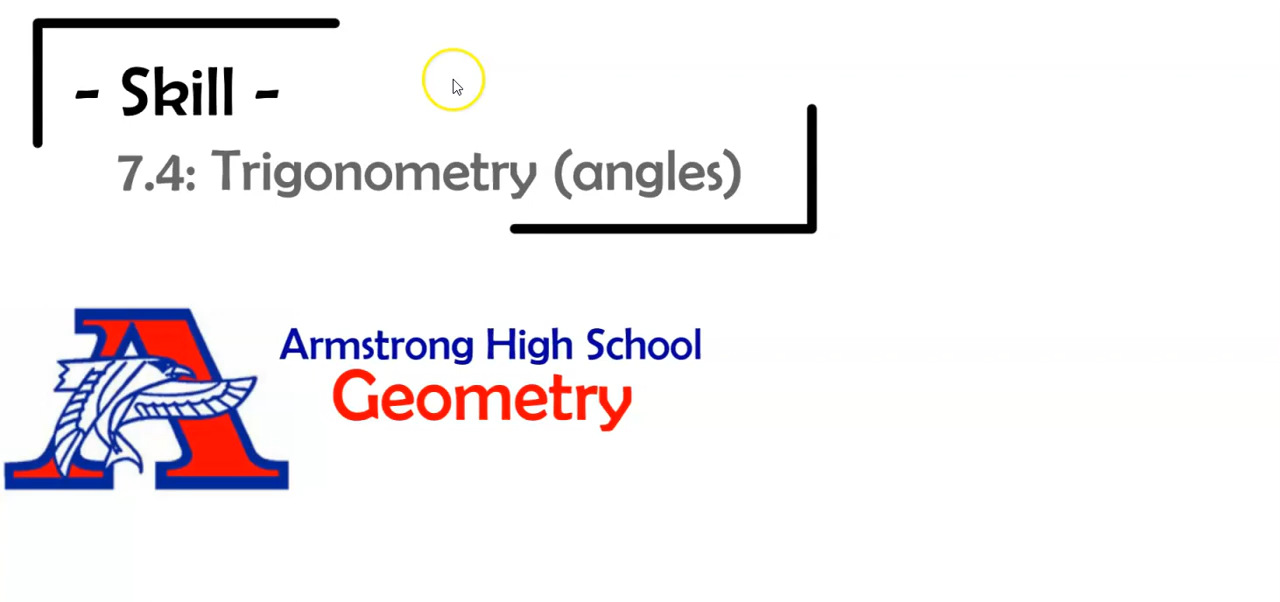 - Skill -
7.4: Trigonometry (angles)
A
Armstrong High School
Geometry